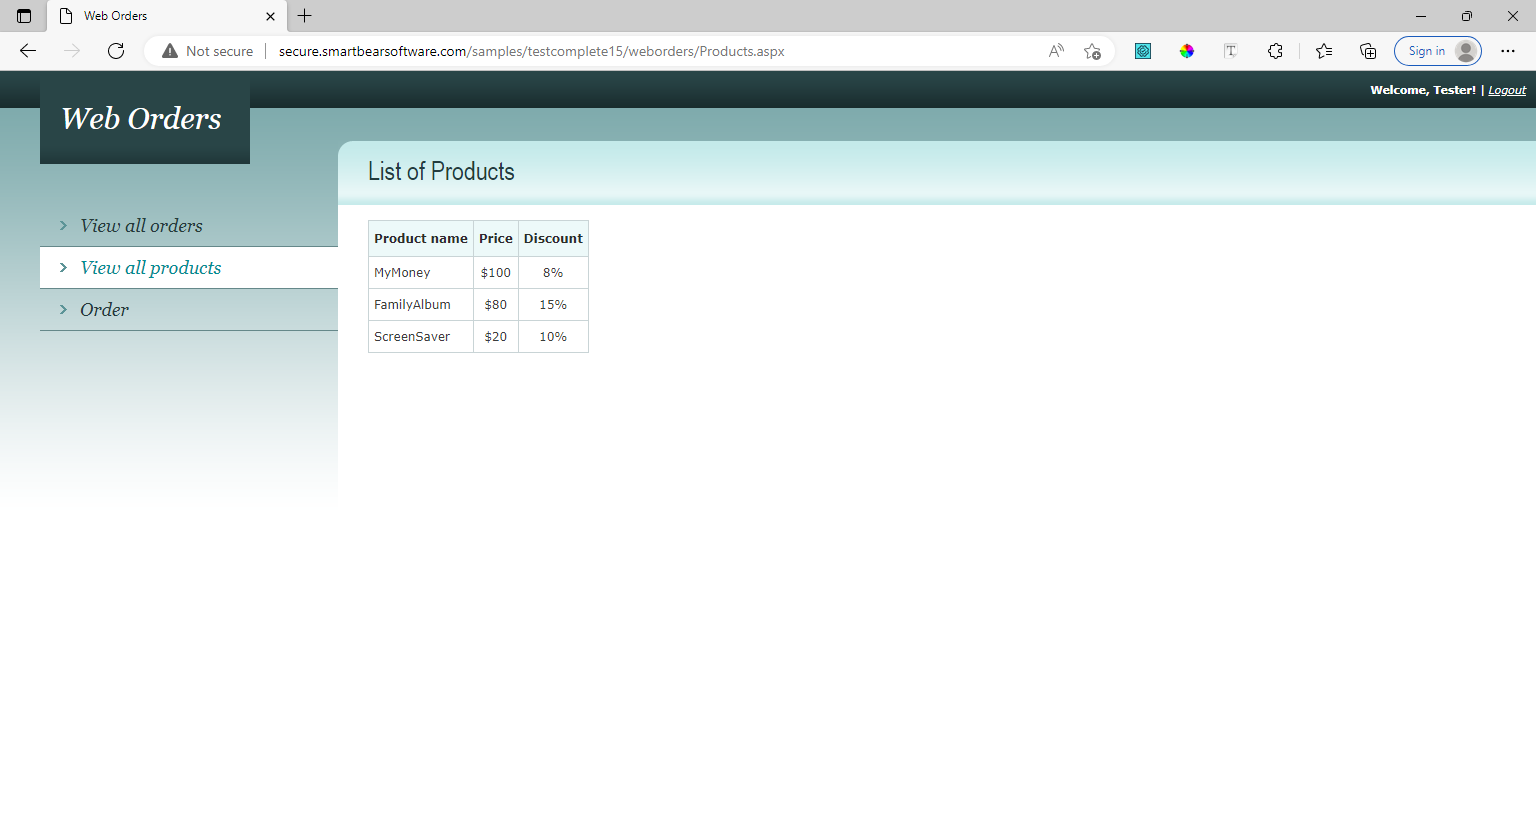 Web Orders
Not secure
secure.smartbearsoftware.com/samples/testcomplete15/weborders/Products.aspx
Sign in
Welcome, Tester! | Logout
Web Orders
List of Products
View all orders
View all products
Order
Product name Price Discount
MyMoney $100 8%
FamilyAlbum $80 15%
ScreenSaver $20 10%